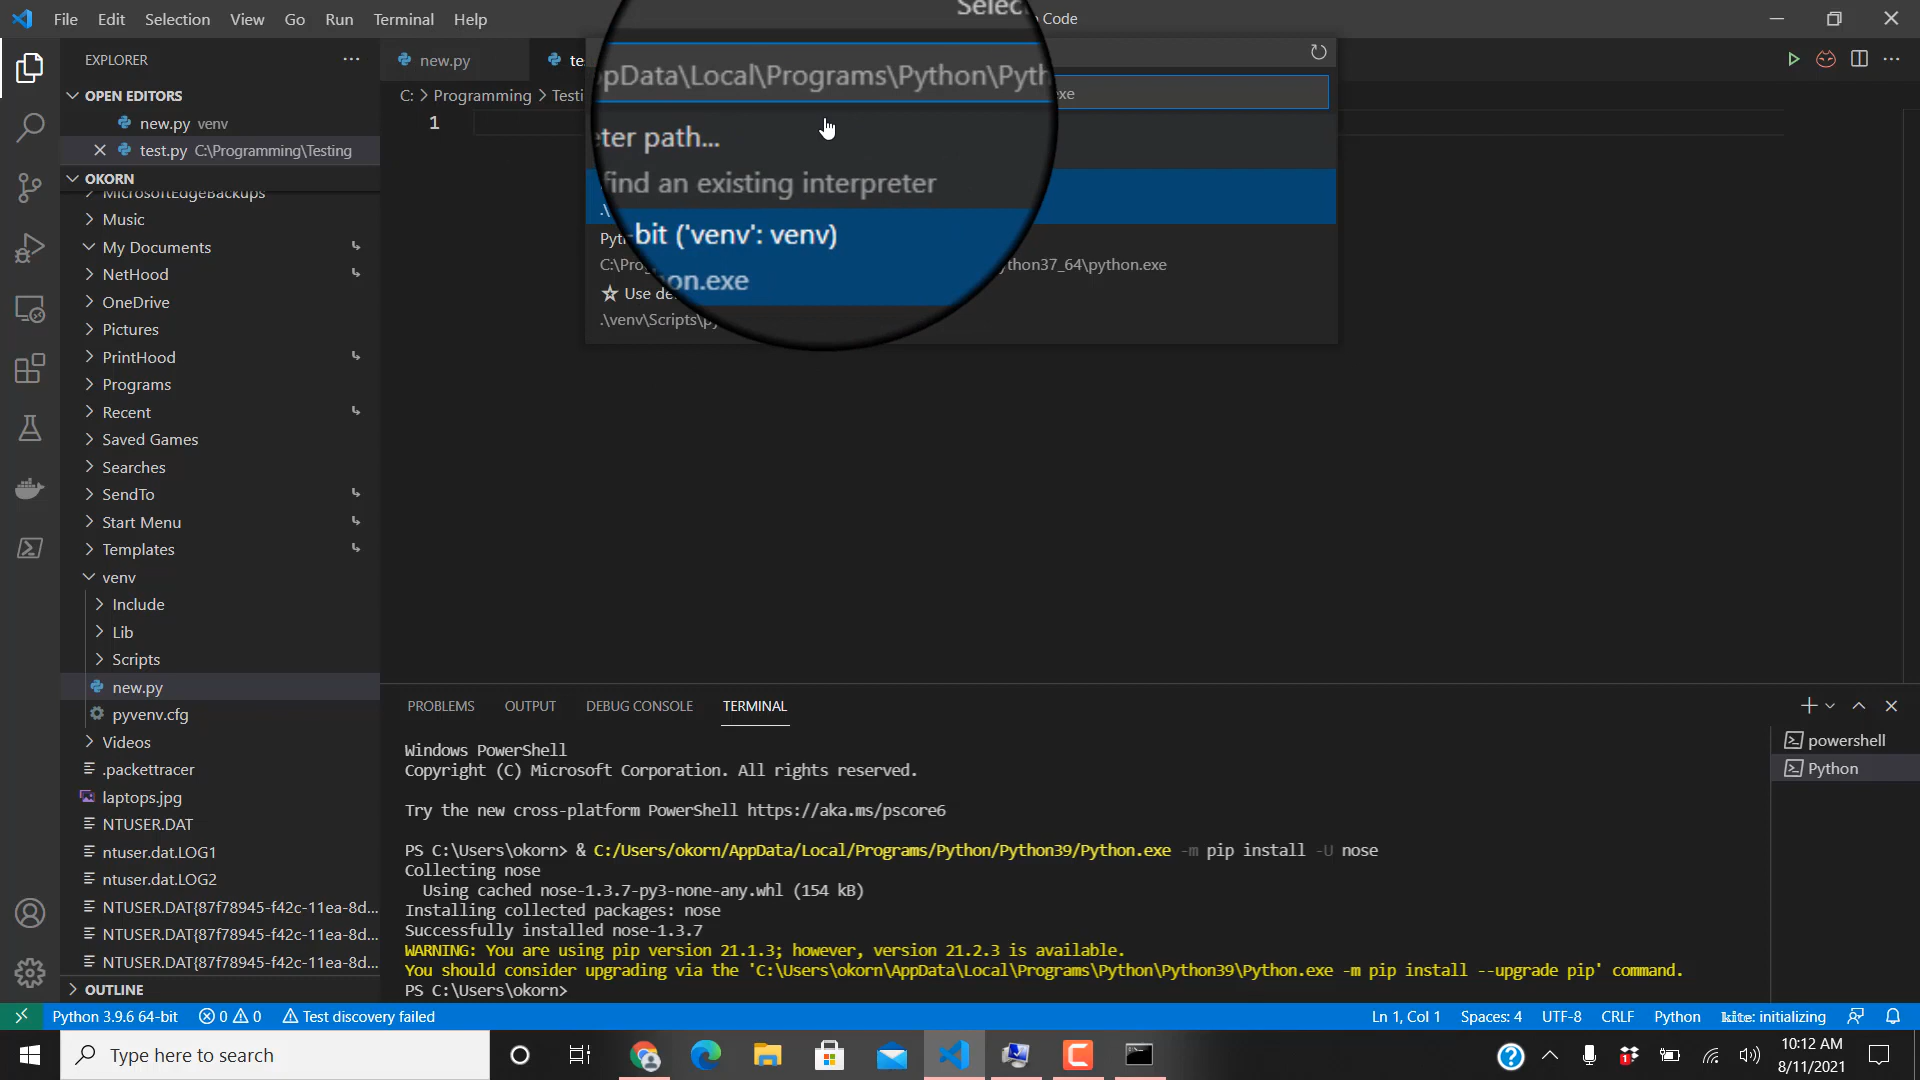 File Edit Selection View Go Run Terminal Help
Selec
Code
EXPLORER
new.py
te
ppData\Local\Programs\Python\Pyth
xe
OPEN EDITORS
C: > Programming > Testi
new.py venv
1
eter path...
test.py C:\Programming\Testing
OKORN
find an existing interpreter
MicrosoftEdgeBackups
Music
.\
bit ('venv': venv)
My Documents
Pyt
C:\Pro
ython37_64\python.exe
NetHood
on.exe
Use de
OneDrive
.\venv\Scripts\py
Pictures
PrintHood
Programs
Recent
Saved Games
Searches
SendTo
Start Menu
Templates
venv
Include
Lib
Scripts
new.py
pyvenv.cfg
Videos
.packettracer
laptops.jpg
NTUSER.DAT
ntuser.dat.LOG1
ntuser.dat.LOG2
NTUSER.DAT{87f78945-f42c-11ea-8d...
NTUSER.DAT{87f78945-f42c-11ea-8d...
NTUSER.DAT{87f78945-f42c-11ea-8d...
OUTLINE
PROBLEMS OUTPUT DEBUG CONSOLE TERMINAL
Windows PowerShell
Copyright (C) Microsoft Corporation. All rights reserved.
Try the new cross-platform PowerShell https://aka.ms/pscore6
PS C:\Users\okorn> & C:/Users/okorn/AppData/Local/Programs/Python/Python39/Python.exe -m pip install -U nose
Collecting nose
Using cached nose-1.3.7-py3-none-any.whl (154 kB)
Installing collected packages: nose
Successfully installed nose-1.3.7
WARNING: You are using pip version 21.1.3; however, version 21.2.3 is available.
You should consider upgrading via the 'C:\Users\okorn\AppData\Local\Programs\Python\Python39\Python.exe -m pip install --upgrade pip' command.
PS C:\Users\okorn>
powershell
Python
Python 3.9.6 64-bit 0 0 Test discovery failed
Ln 1, Col 1 Spaces: 4 UTF-8 CRLF Python kite: initializing
Type here to search
10:12 AM
8/11/2021